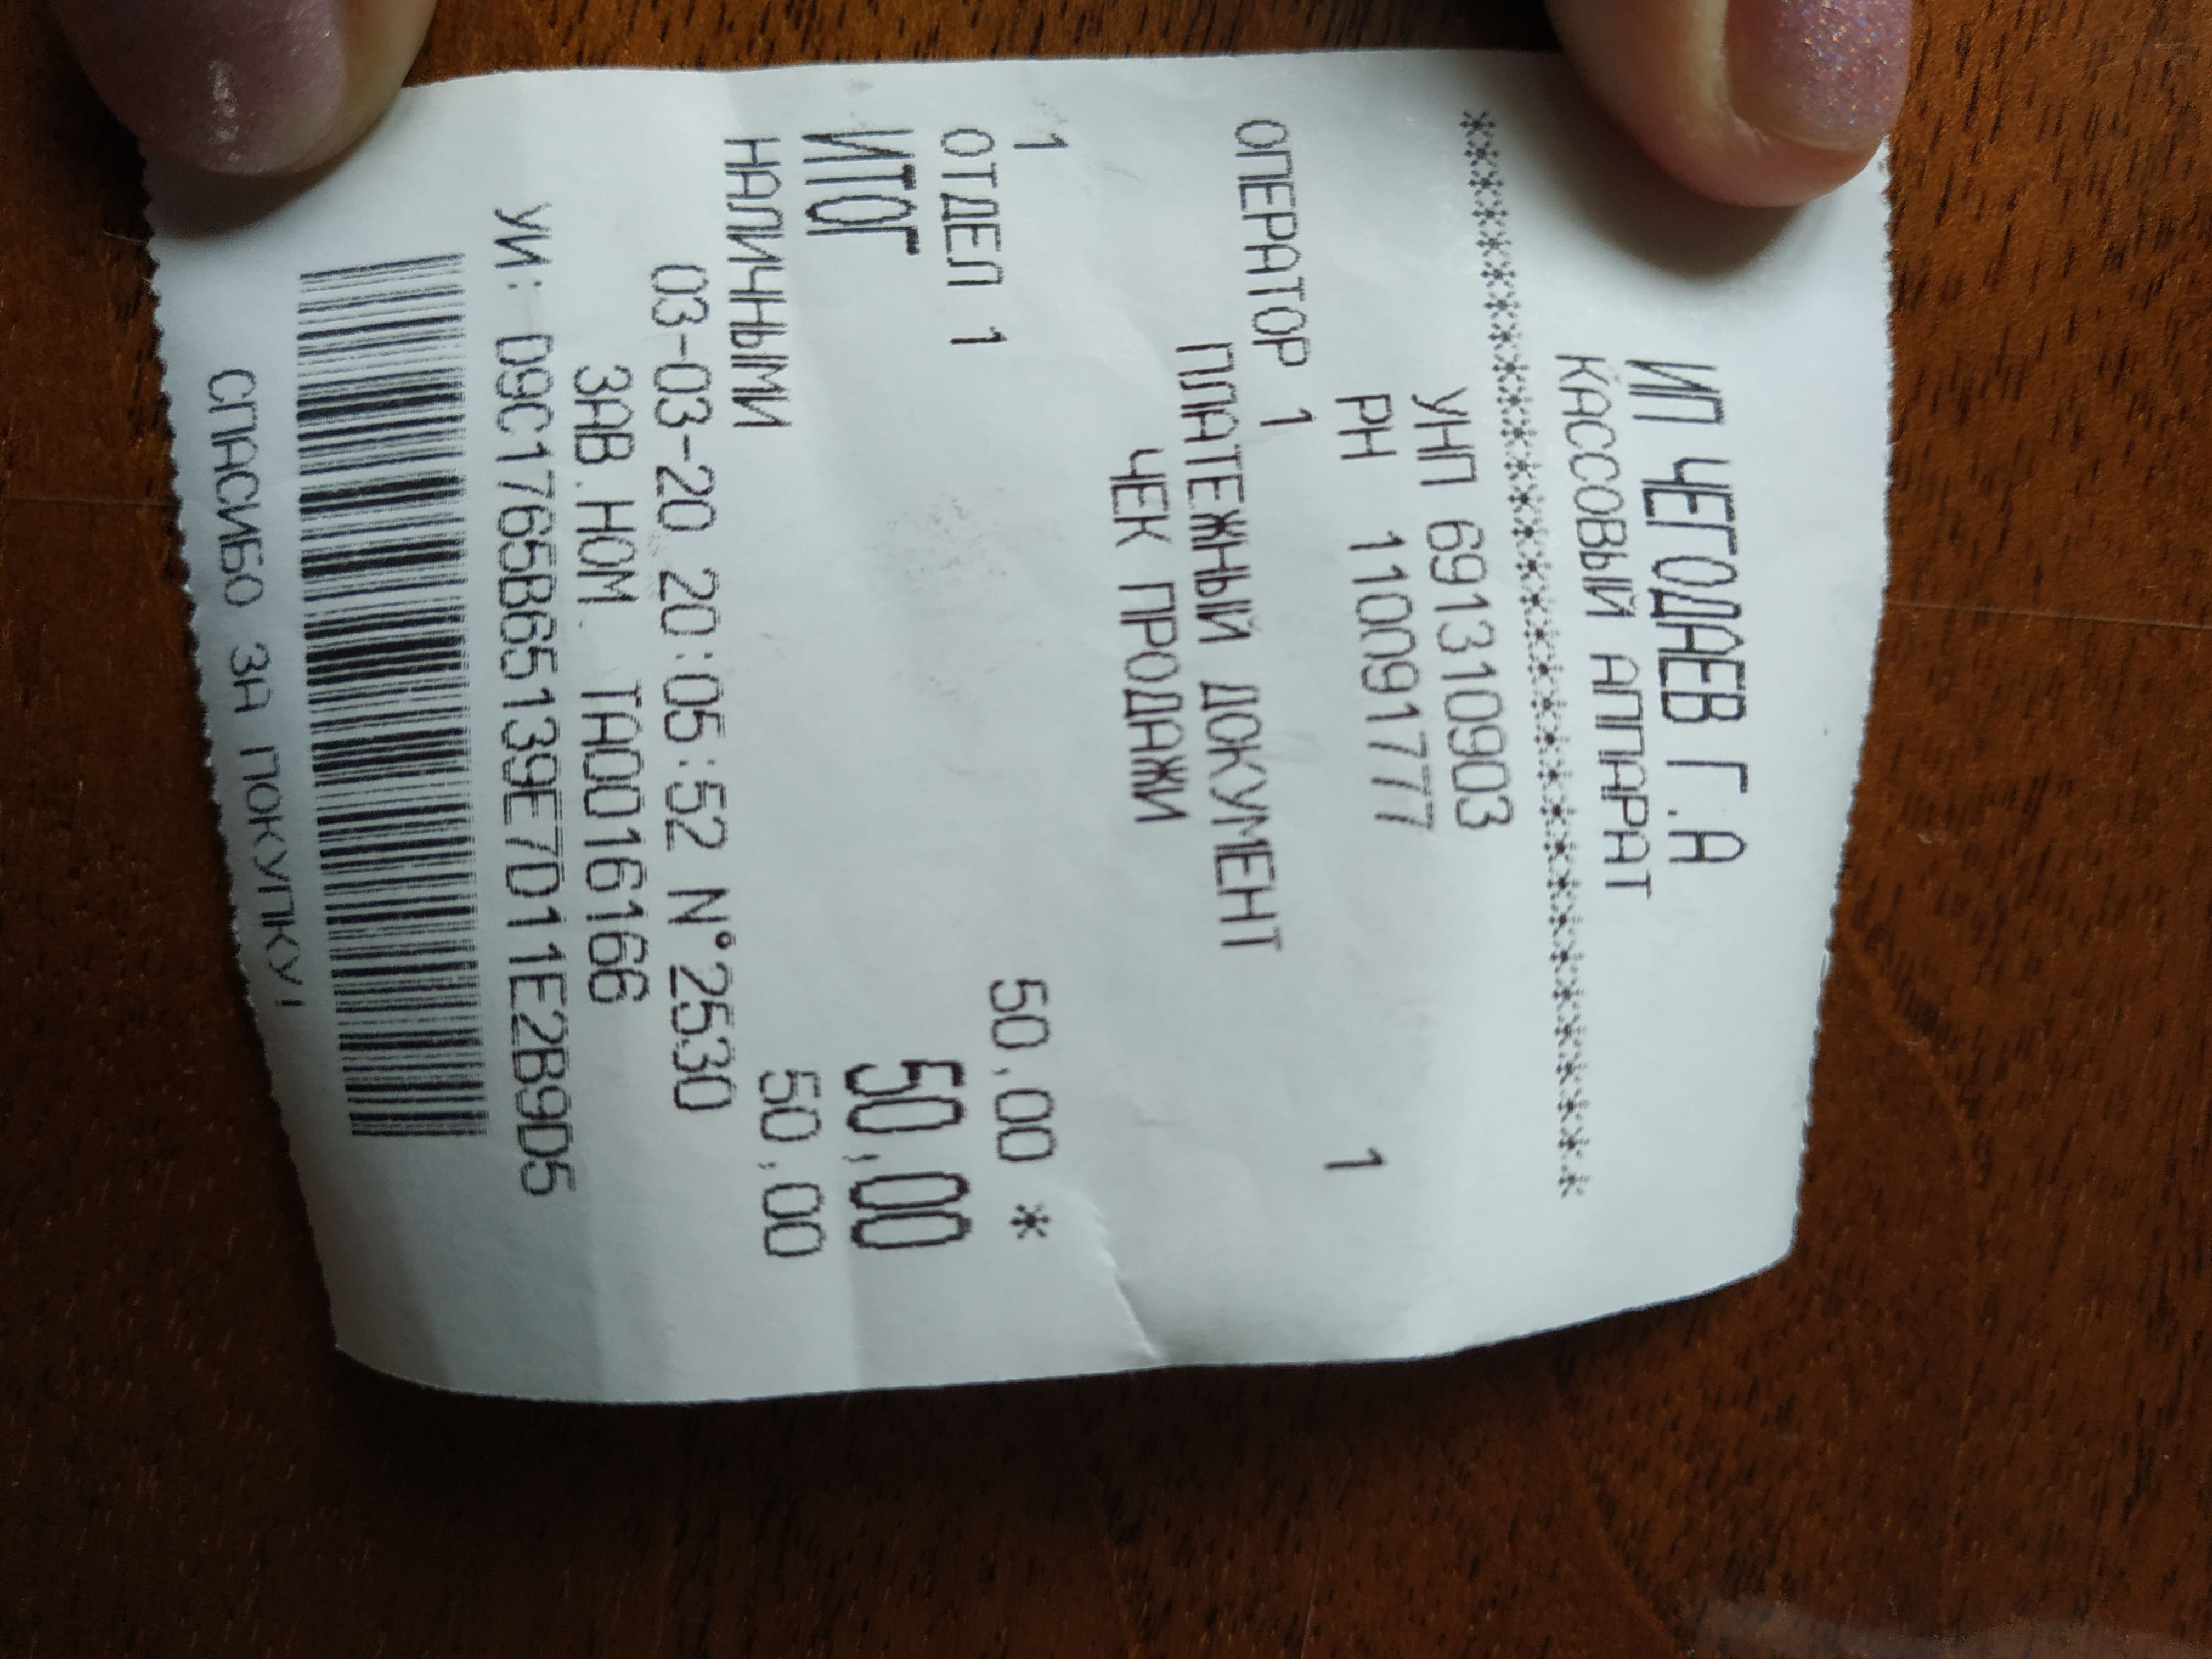 ИП ЧЕГОДАЕВ Г.А
КАССОВЫЙ АППАРАТ
************************************
УНП 691310903
РН 110091777
ОПЕРАТОР 1 1
ПЛАТЕЖНЫЙ ДОКУМЕНТ
ЧЕК ПРОДАЖИ
1
ОТДЕЛ 1 50,00 *
ИТОГ 50,00
НАЛИЧНЫМИ 50,00
03-03-20 20:05:52 N°2530
ЗАВ.НОМ. ТА0016166
УИ: D9C1765B65139E7D11E2B9D5
СПАСИБО ЗА ПОКУПКУ!